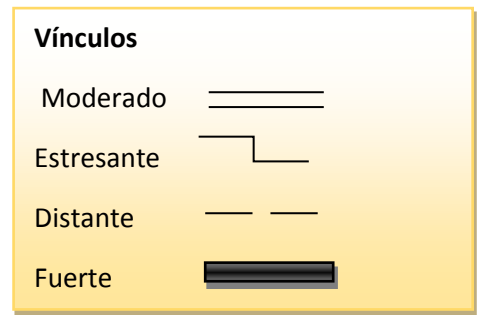 Vínculos
Moderado
Estresante
Distante
Fuerte